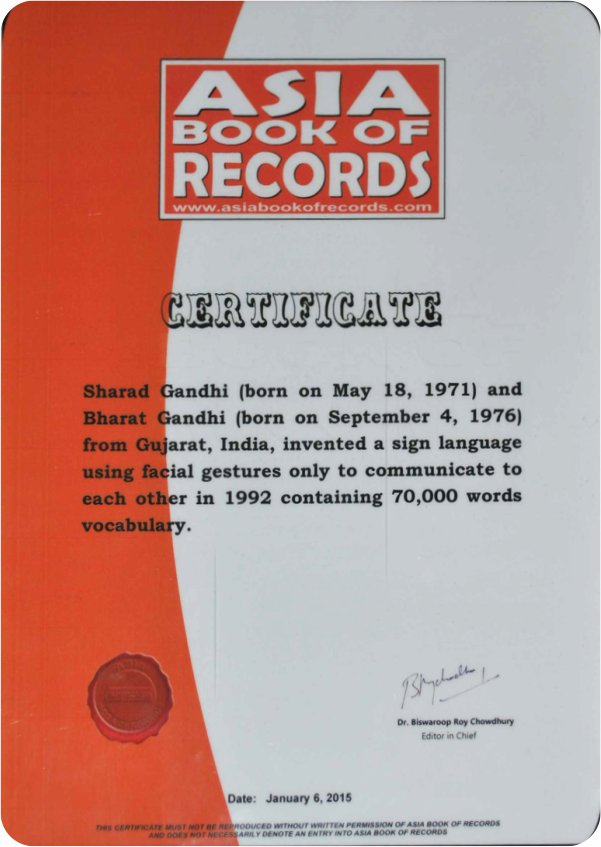 ASIA
BOOK OF
RECORDS
www.asiabookofrecords.com
CERTIFICATE
Sharad Gandhi (born on May 18, 1971) and
Bharat Gandhi (born on September 4, 1976)
from Gujarat, India, invented a sign language
using facial gestures only to communicate to
each other in 1992 containing 70,000 words
vocabulary.
Dr. Biswaroop Roy Chowdhury
Editor in Chief
Date: January 6, 2015
THIS CERTIFICATE MUST NOT BE REPRODUCED WITHOUT WRITTEN PERMISSION OF ASIA BOOK OF RECORDS
AND DOES NOT NECESSARILY DENOTE AN ENTRY INTO ASIA BOOK OF RECORDS